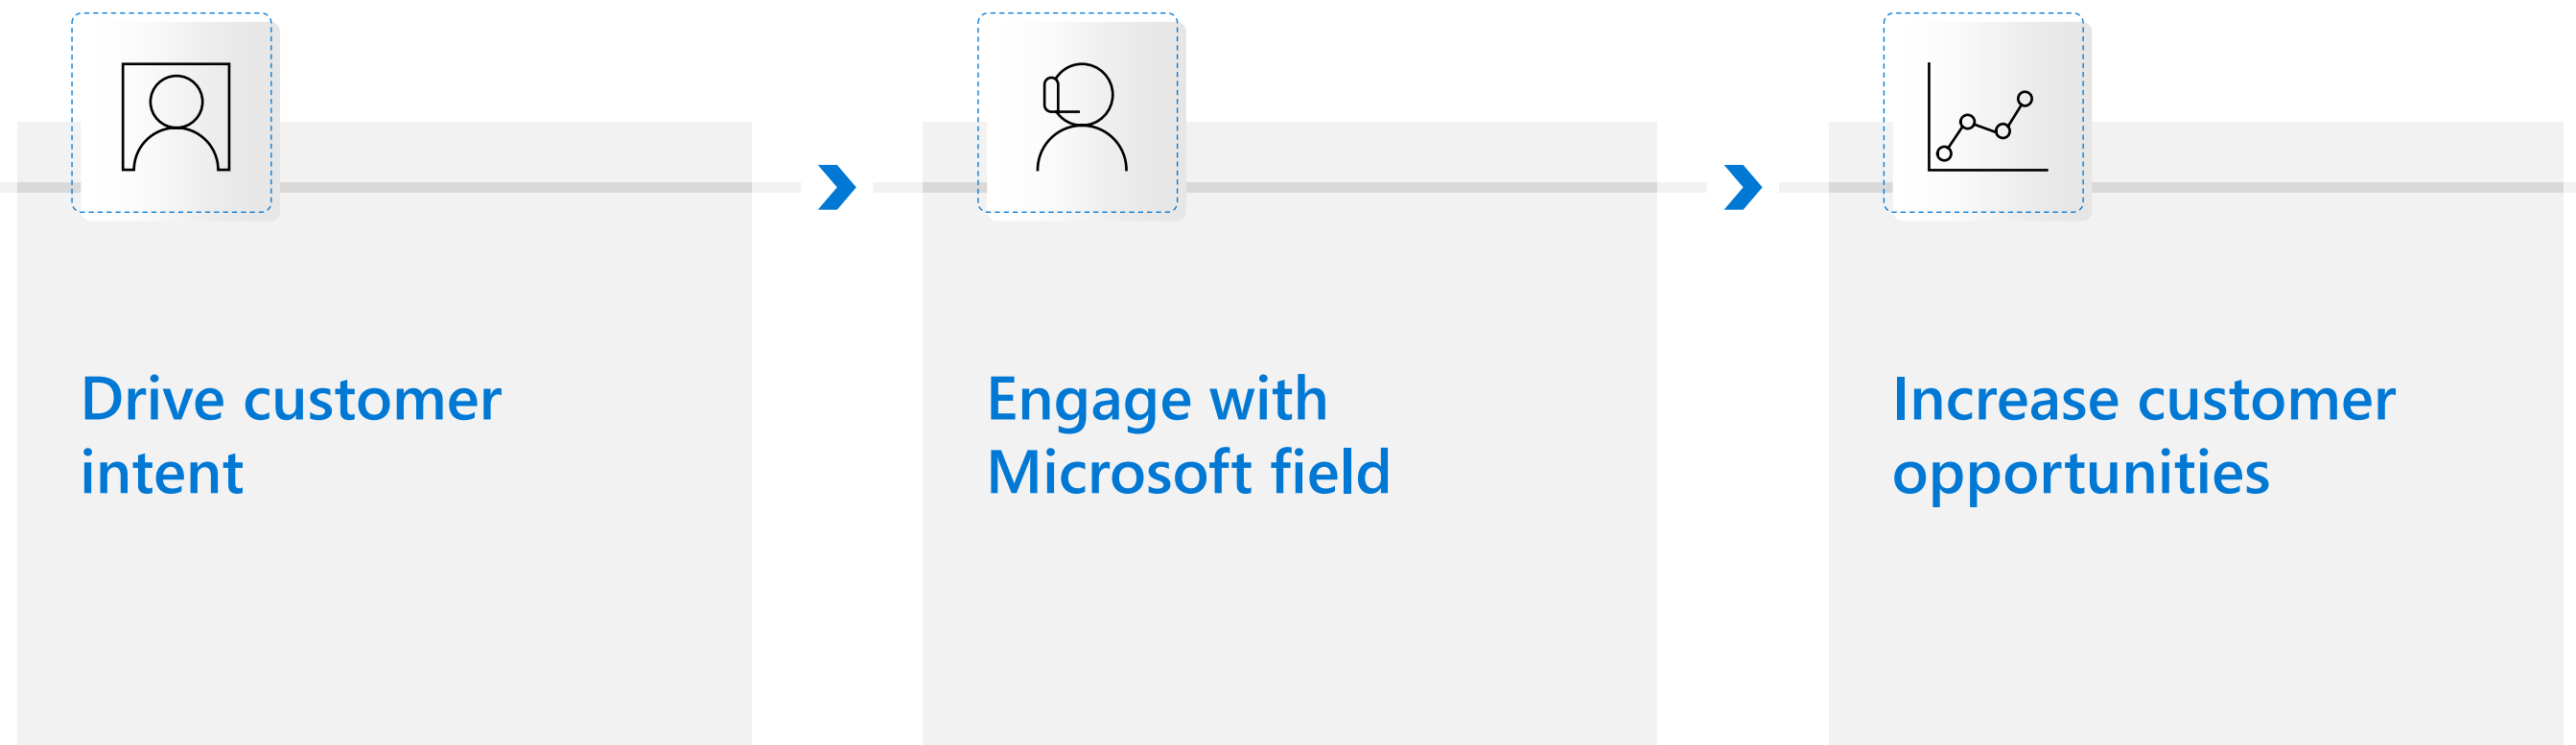 Drive customer
intent
Engage with
Microsoft field
Increase customer
opportunities